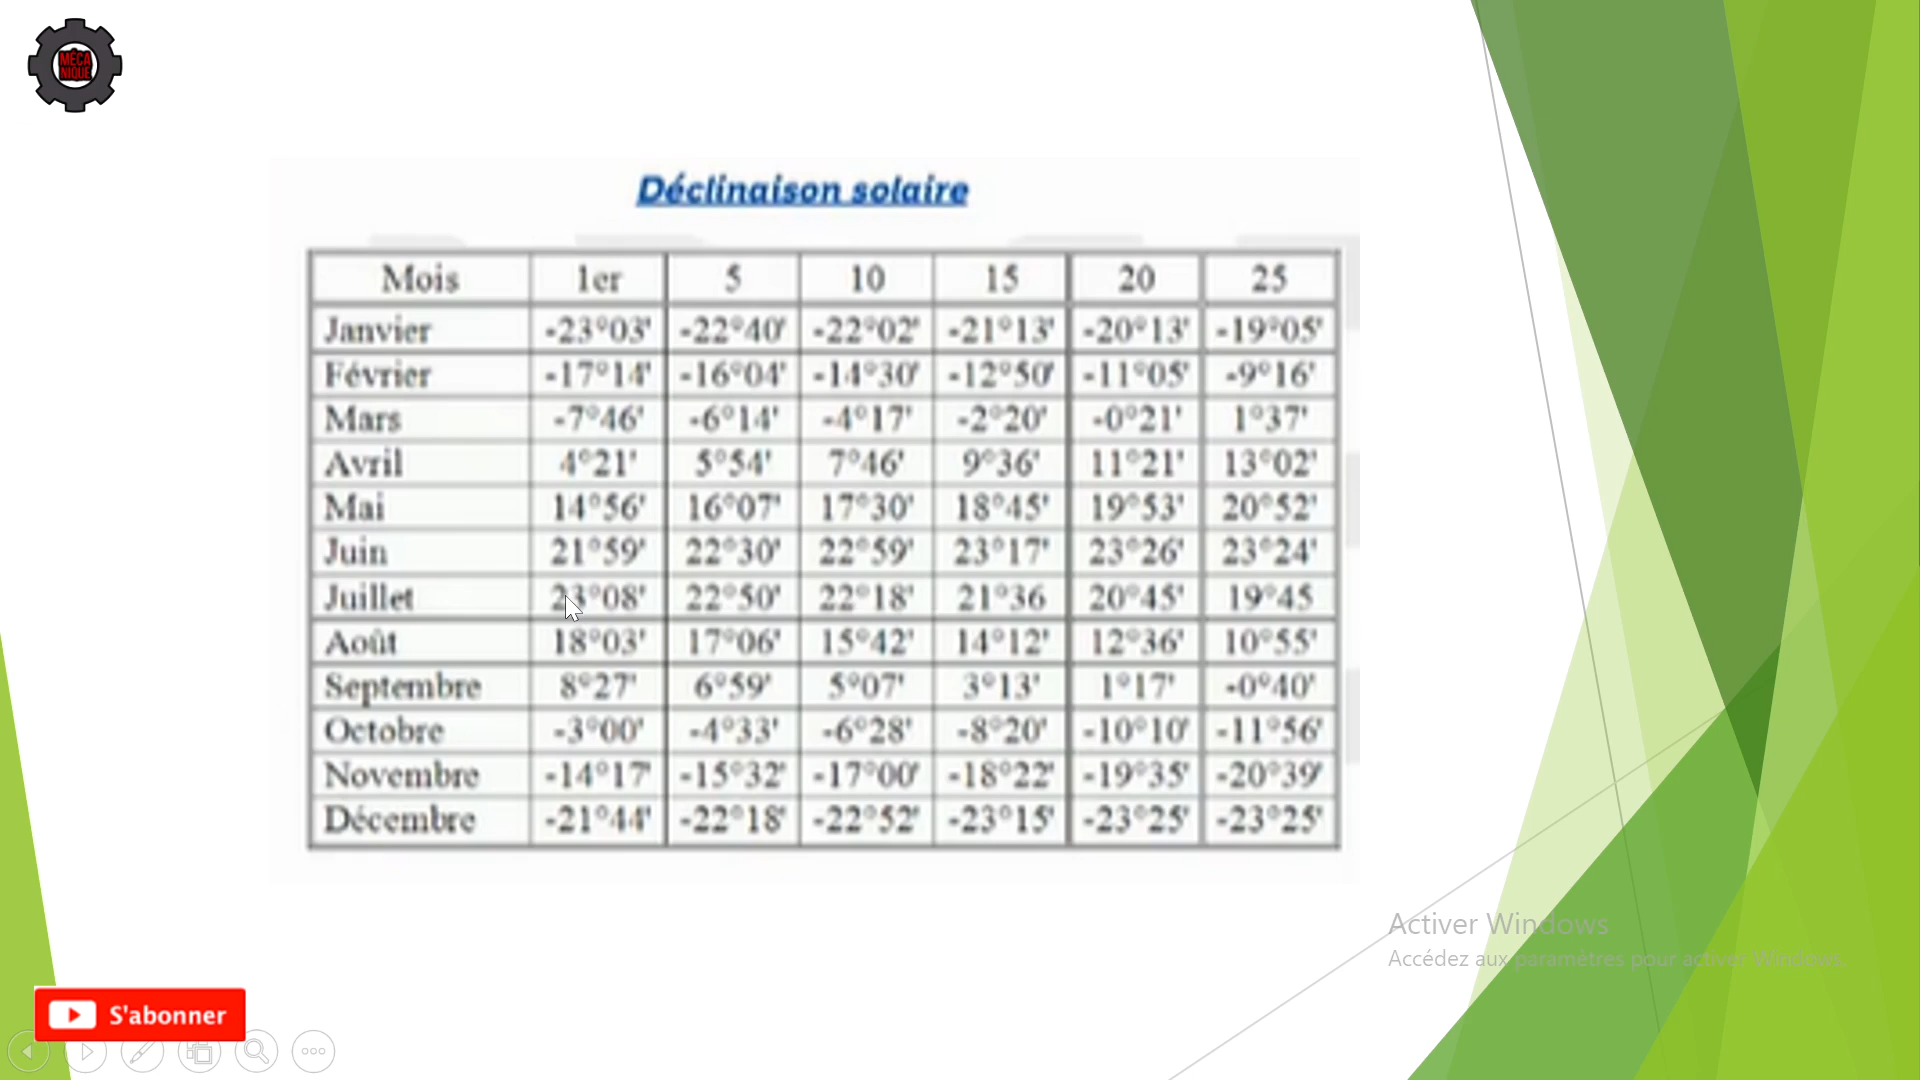 MÉCA
NIQUE
Déclinaison solaire
Mois 1er 5 10 15 20 25
Janvier -23°03' -22°40' -22°02' -21°13' -20°13' -19°05'
Février -17°14' -16°04' -14°30' -12°50' -11°05' -9°16'
Mars -7°46' -6°14' -4°17' -2°20' -0°21' 1°37'
Avril 4°21' 5°54' 7°46' 9°36' 11°21' 13°02'
Mai 14°56' 16°07' 17°30' 18°45' 19°53' 20°52'
Juin 21°59' 22°30' 22°59' 23°17' 23°26' 23°24'
Juillet 23°08' 22°50' 22°18' 21°36 20°45' 19°45
Août 18°03' 17°06' 15°42' 14°12' 12°36' 10°55'
Septembre 8°27' 6°59' 5°07' 3°13' 1°17' -0°40'
Octobre -3°00' -4°33' -6°28' -8°20' -10°10' -11°56'
Novembre -14°17' -15°32' -17°00' -18°22' -19°35' -20°39'
Décembre -21°44' -22°18' -22°52' -23°15' -23°25' -23°25'
Activer Windows
Accédez aux paramètres pour activer Windows.
S'abonner